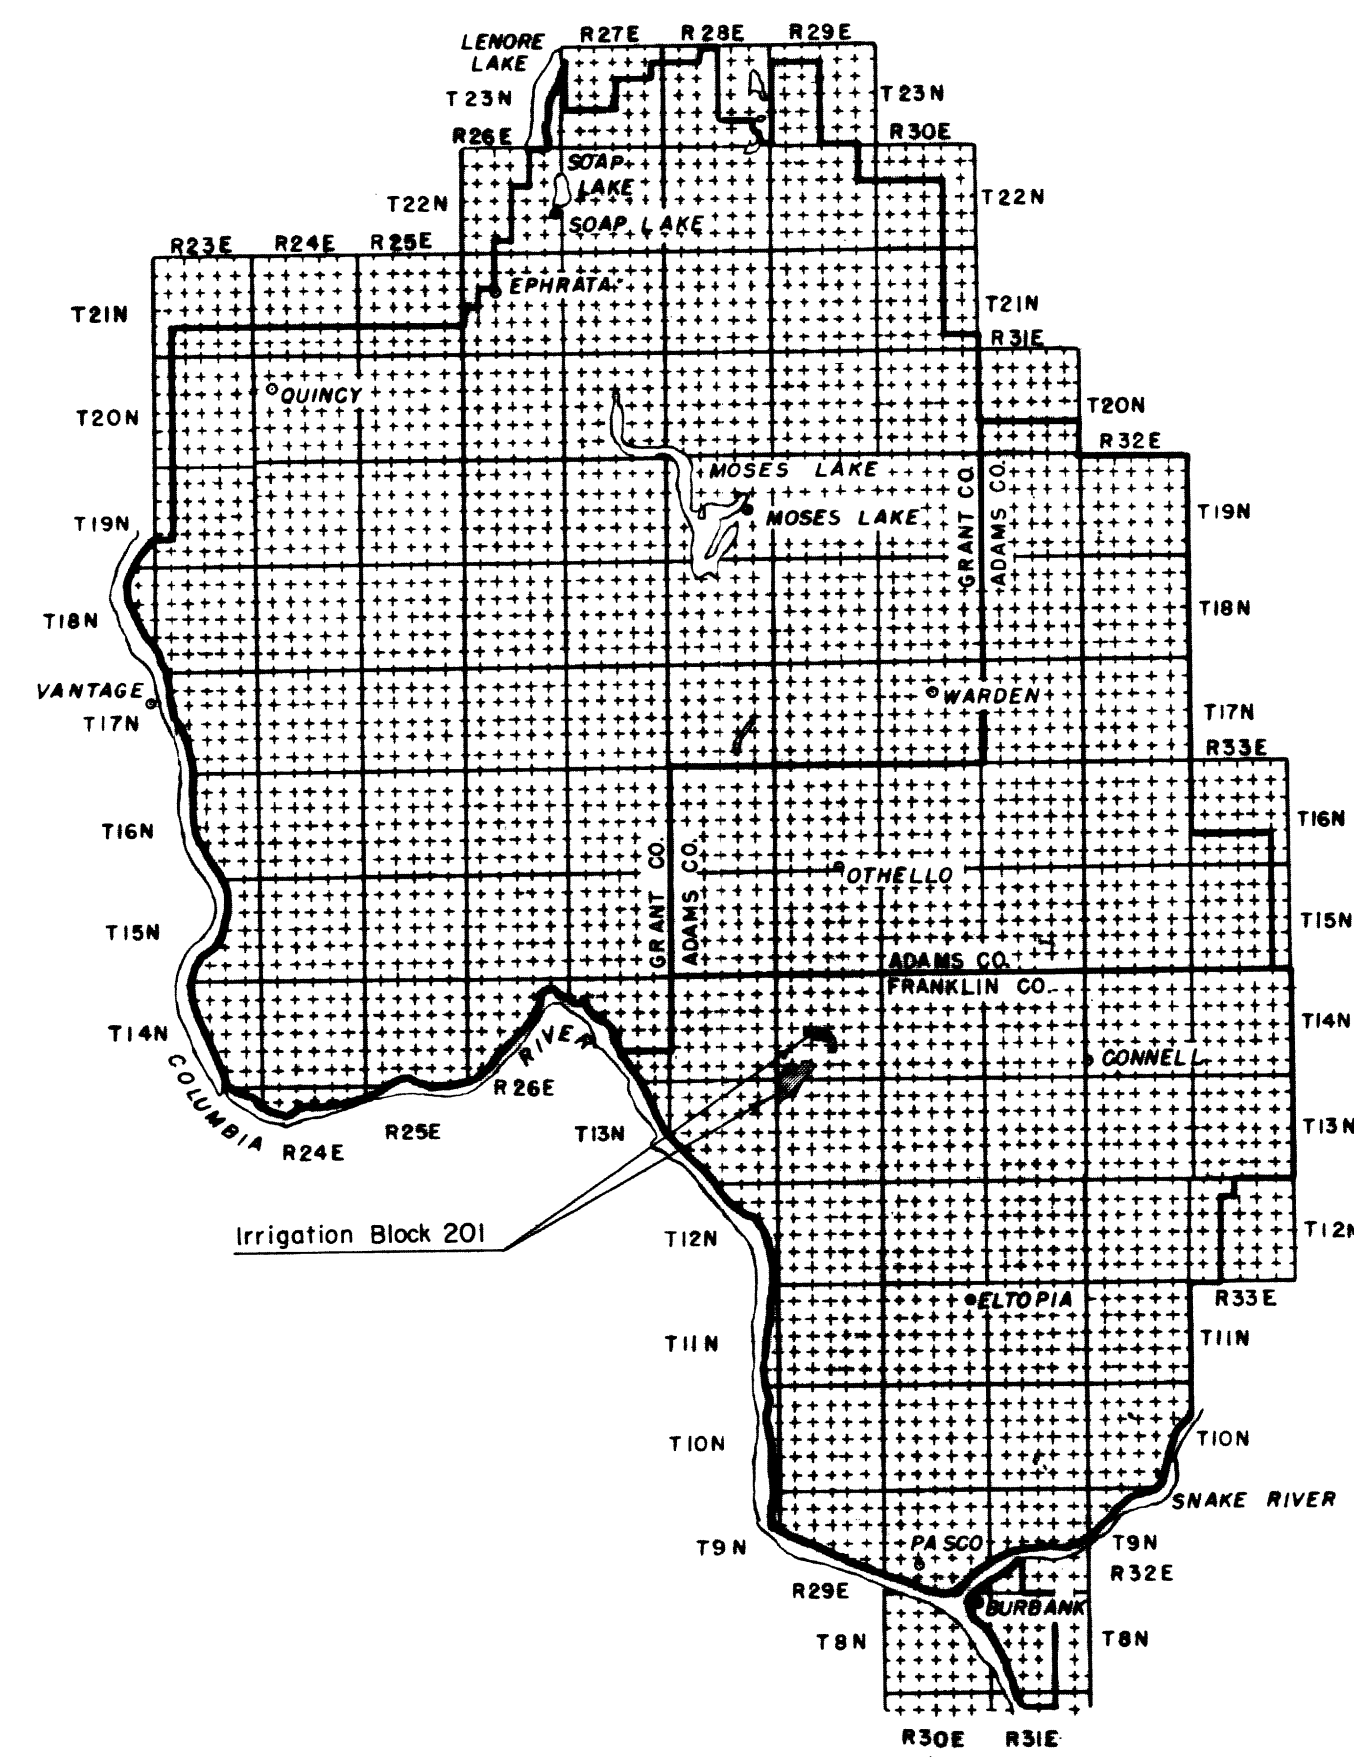 LENORE
LAKE
R27E
R28E
R29E
T23N
T23N
R26E
R30E
SOAP
LAKE
T22N
T22N
SOAP LAKE
R23E
R24E
R25E
EPHRATA
T21N
T21N
R31E
QUINCY
T20N
T20N
R32E
MOSES LAKE
GRANT CO.
ADAMS CO.
T19N
MOSES LAKE
T19N
T18N
T18N
VANTAGE
WARDEN
T17N
T17N
R33E
T16N
T16N
GRANT CO.
ADAMS CO.
OTHELLO
T15N
T15N
ADAMS CO.
FRANKLIN CO.
T14N
T14N
COLUMBIA
RIVER
CONNELL
R26E
R25E
R24E
T13N
T13N
Irrigation Block 201
T12N
T12N
ELTOPIA
R33E
T11N
T11N
T10N
T10N
SNAKE RIVER
PASCO
T9N
T9N
R32E
R29E
BURBANK
T8N
T8N
R30E
R31E